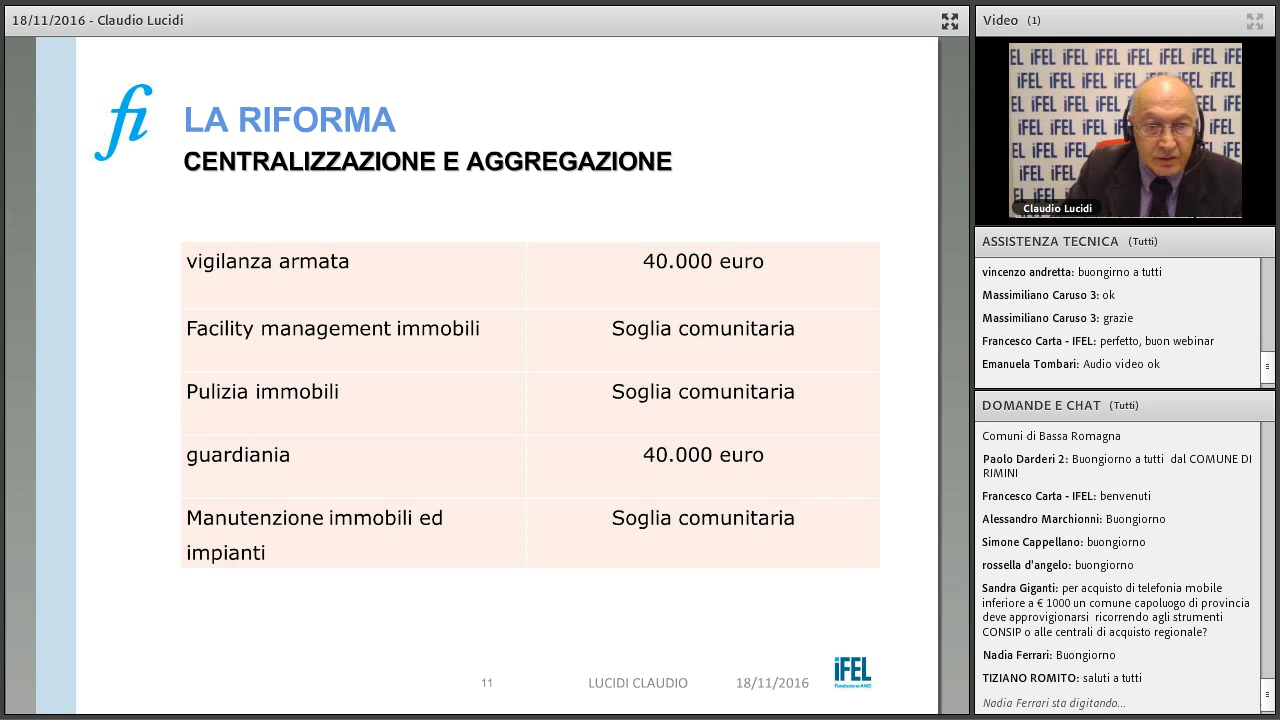 18/11/2016 - Claudio Lucidi
fi
LA RIFORMA
CENTRALIZZAZIONE E AGGREGAZIONE
vigilanza armata
40.000 euro
Facility management immobili
Soglia comunitaria
Pulizia immobili
Soglia comunitaria
guardiania
40.000 euro
Manutenzione immobili ed
impianti
Soglia comunitaria
11
LUCIDI CLAUDIO
18/11/2016
iFEL
Fondazione ANCI
Video (1)
iFEL iFEL iFEL iFEL
Claudio Lucidi
ASSISTENZA TECNICA (Tutti)
vincenzo andretta: buongirno a tutti
Massimiliano Caruso 3: ok
Massimiliano Caruso 3: grazie
Francesco Carta - IFEL: perfetto, buon webinar
Emanuela Tombari: Audio video ok
DOMANDE E CHAT (Tutti)
Comuni di Bassa Romagna
Paolo Darderi 2: Buongiorno a tutti dal COMUNE DI
RIMINI
Francesco Carta - IFEL: benvenuti
Alessandro Marchionni: Buongiorno
Simone Cappellano: buongiorno
rossella d'angelo: buongiorno
Sandra Giganti: per acquisto di telefonia mobile
inferiore a € 1000 un comune capoluogo di provincia
deve approvigionarsi ricorrendo agli strumenti
CONSIP o alle centrali di acquisto regionale?
Nadia Ferrari: Buongiorno
TIZIANO ROMITO: saluti a tutti
Nadia Ferrari sta digitando...